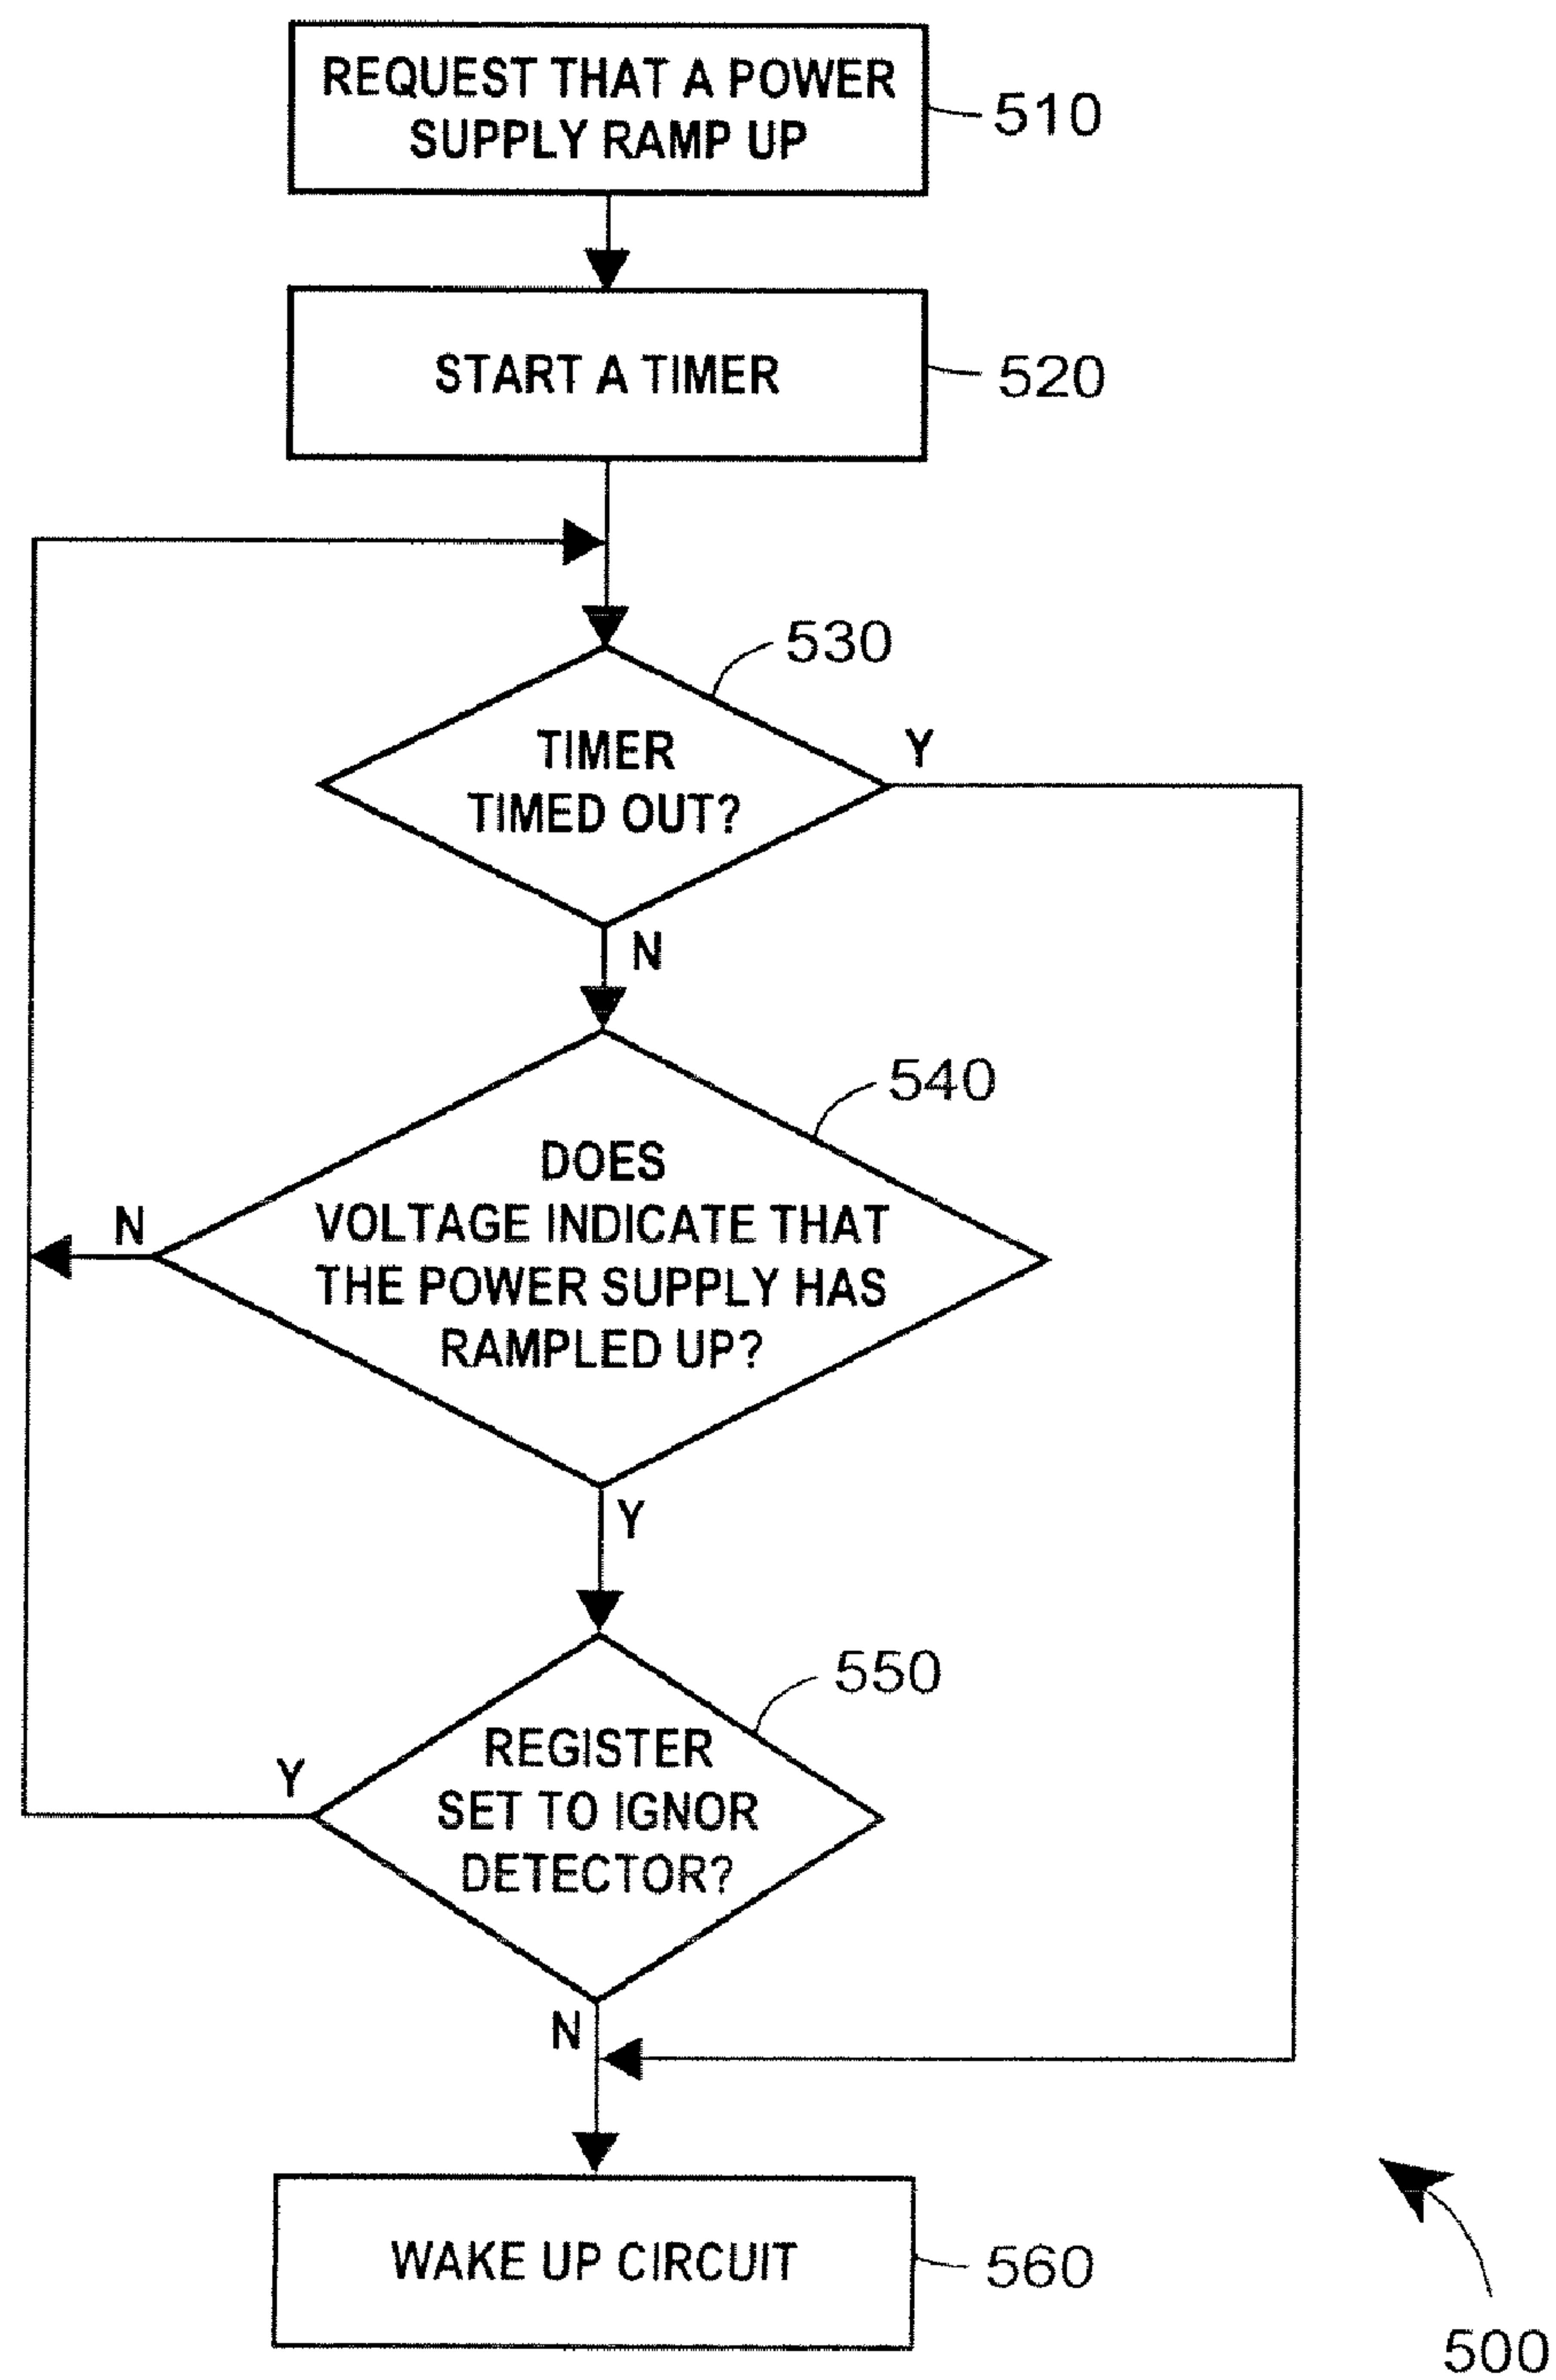 REQUEST THAT A POWER
SUPPLY RAMP UP
510
START A TIMER
520
530
TIMER
TIMED OUT?
Y
N
540
DOES
VOLTAGE INDICATE THAT
THE POWER SUPPLY HAS
RAMPLED UP?
N
Y
550
REGISTER
SET TO IGNOR
DETECTOR?
Y
N
WAKE UP CIRCUIT
560
500